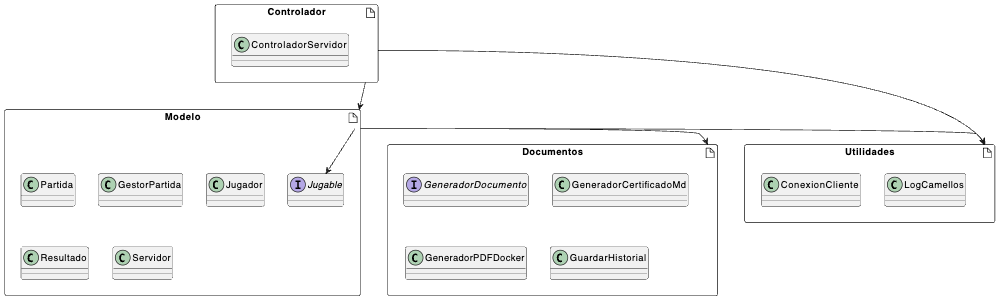 Controlador
C ControladorServidor
Modelo
C Partida
C GestorPartida
C Jugador
I Jugable
C Resultado
C Servidor
Documentos
I GeneradorDocumento
C GeneradorCertificadoMd
C GeneradorPDFDocker
C GuardarHistorial
Utilidades
C ConexionCliente
C LogCamellos